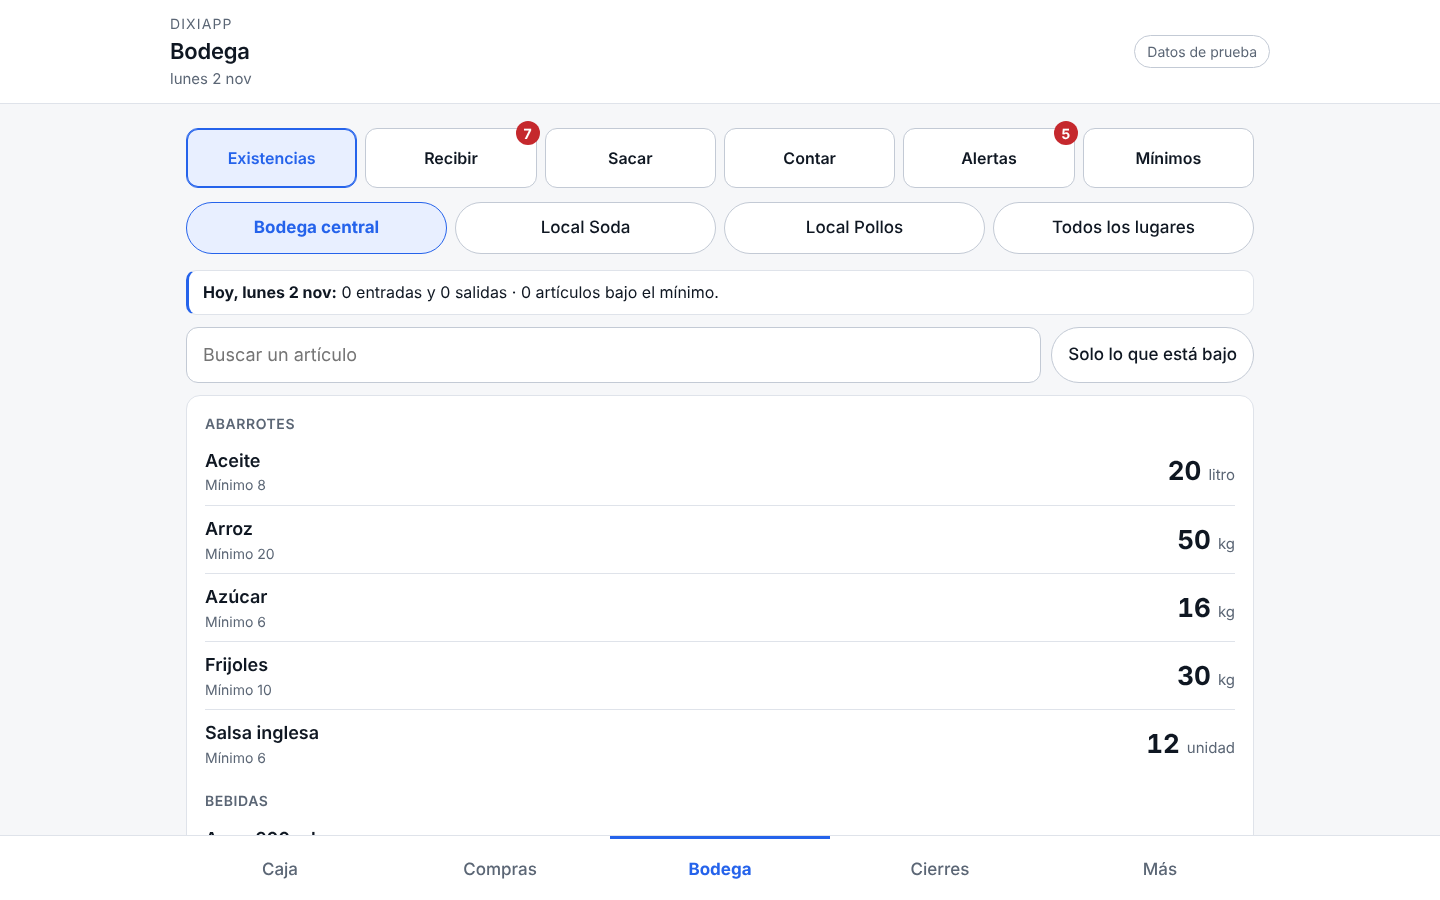 DIXIAPP
Bodega
lunes 2 nov
Datos de prueba
Existencias
Recibir
7
Sacar
Contar
Alertas
5
Mínimos
Bodega central
Local Soda
Local Pollos
Todos los lugares
Hoy, lunes 2 nov: 0 entradas y 0 salidas · 0 artículos bajo el mínimo.
Buscar un artículo
Solo lo que está bajo
ABARROTES
Aceite
Mínimo 8
20 litro
Arroz
Mínimo 20
50 kg
Azúcar
Mínimo 6
16 kg
Frijoles
Mínimo 10
30 kg
Salsa inglesa
Mínimo 6
12 unidad
BEBIDAS
Caja
Compras
Bodega
Cierres
Más